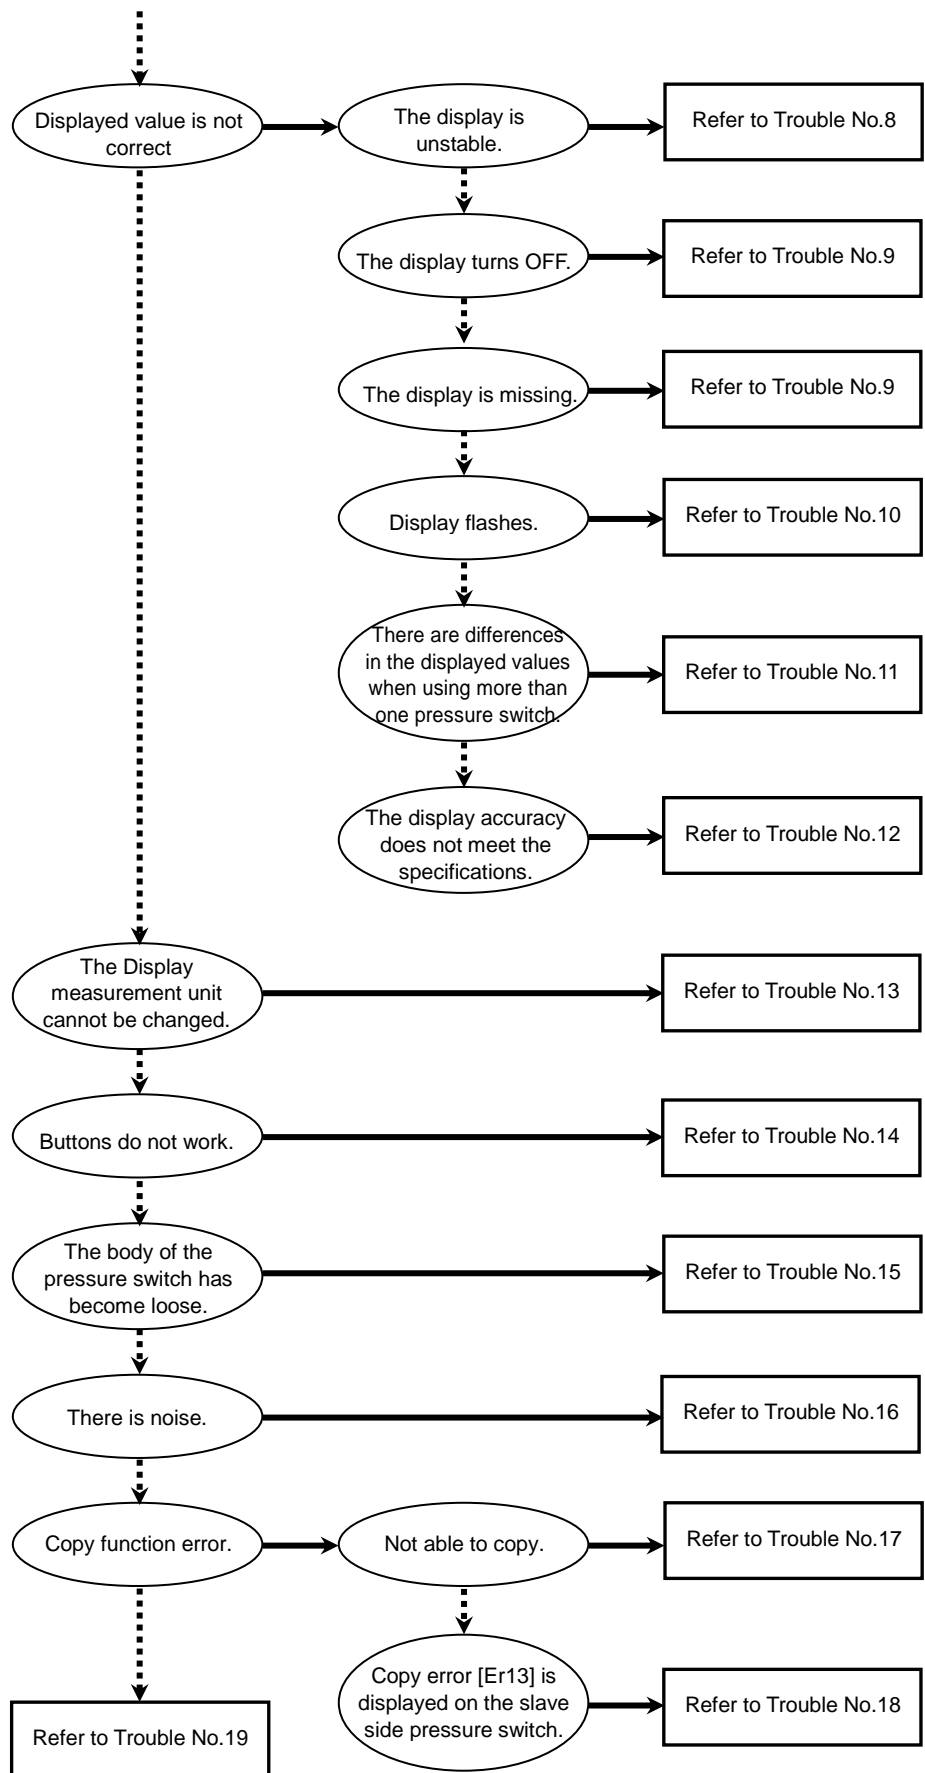 Displayed value is not
correct
The display is
unstable.
Refer to Trouble No.8
The display turns OFF.
Refer to Trouble No.9
The display is missing.
Refer to Trouble No.9
Display flashes.
Refer to Trouble No.10
There are differences
in the displayed values
when using more than
one pressure switch.
Refer to Trouble No.11
The display accuracy
does not meet the
specifications.
Refer to Trouble No.12
The Display
measurement unit
cannot be changed.
Refer to Trouble No.13
Buttons do not work.
Refer to Trouble No.14
The body of the
pressure switch has
become loose.
Refer to Trouble No.15
There is noise.
Refer to Trouble No.16
Copy function error.
Not able to copy.
Refer to Trouble No.17
Copy error [Er13] is
displayed on the slave
side pressure switch.
Refer to Trouble No.18
Refer to Trouble No.19